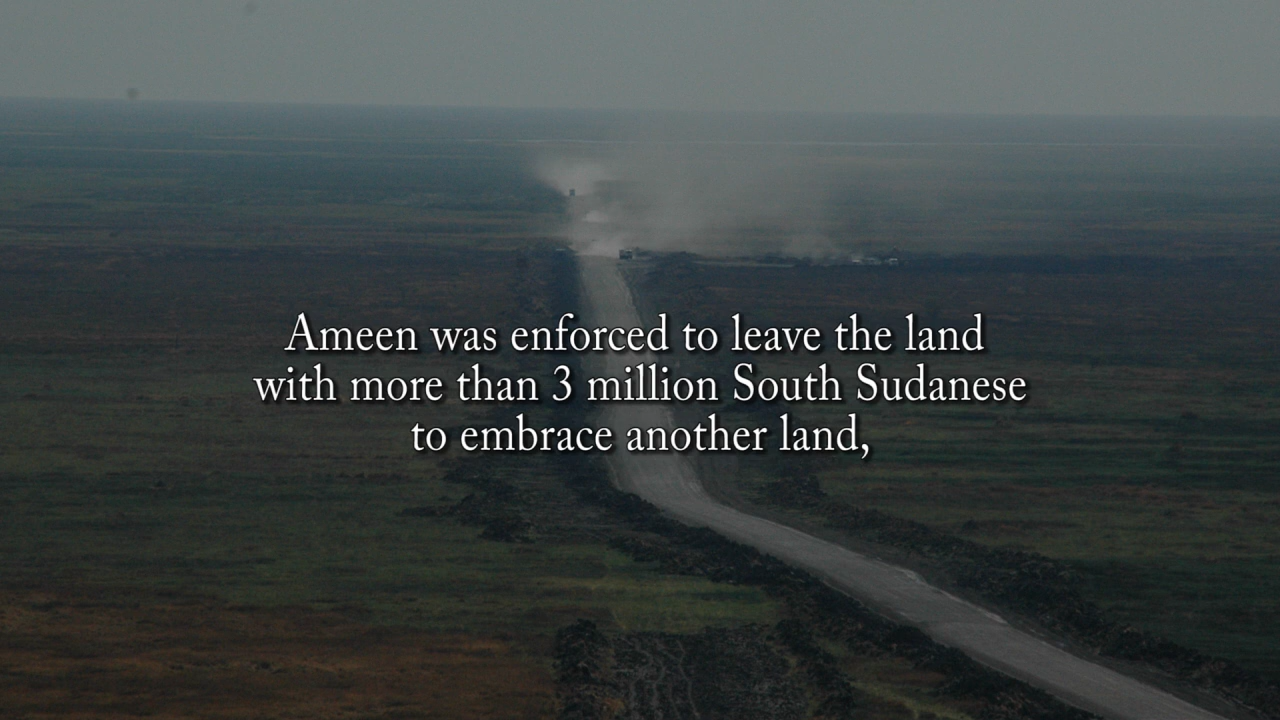 Ameen was enforced to leave the land
with more than 3 million South Sudanese
to embrace another land,